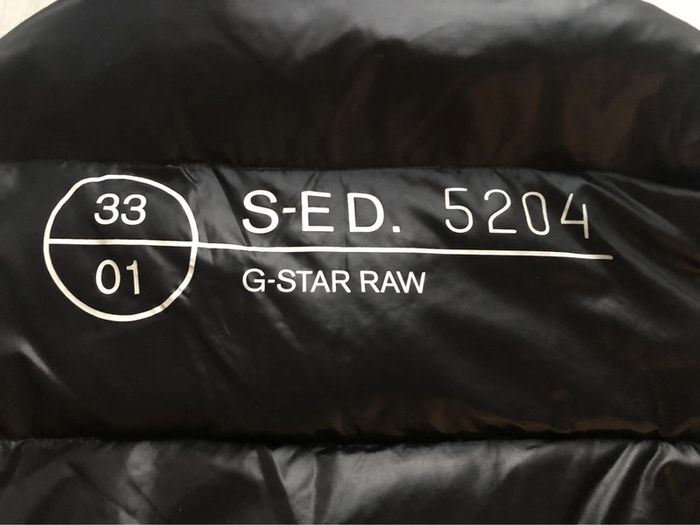 33
01
S-ED. 5204
G-STAR RAW